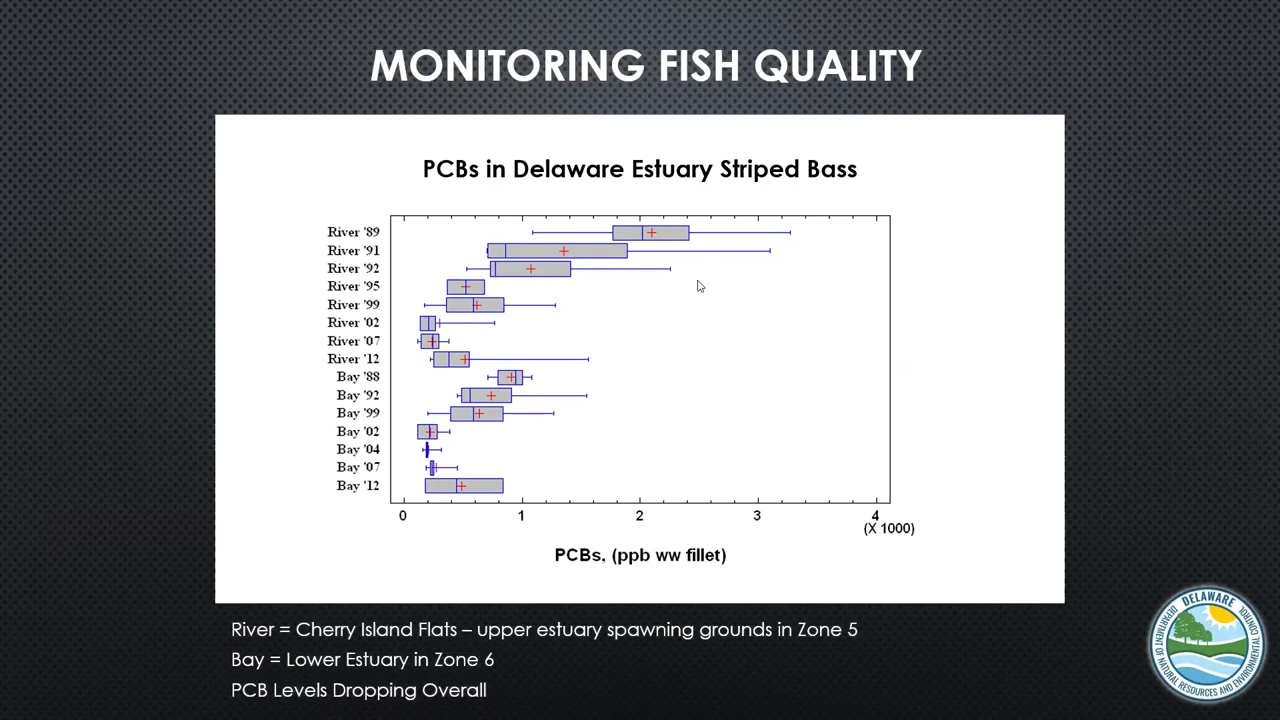 MONITORING FISH QUALITY
PCBs in Delaware Estuary Striped Bass
River '89
River '91
River '92
River '95
River '99
River '02
River '07
River '12
Bay '88
Bay '92
Bay '99
Bay '02
Bay '04
Bay '07
Bay '12
0 1 2 3 4
(X 1000)
PCBs, (ppb ww fillet)
River = Cherry Island Flats – upper estuary spawning grounds in Zone 5
Bay = Lower Estuary in Zone 6
PCB Levels Dropping Overall
DELAWARE
DEPARTMENT OF NATURAL RESOURCES AND ENVIRONMENTAL CONTROL